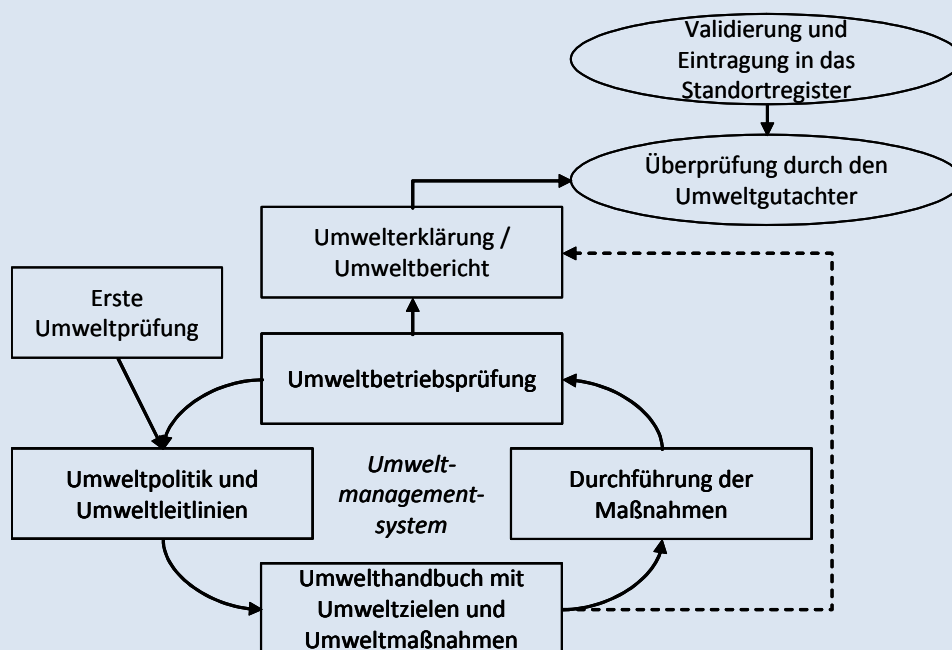 Validierung und
Eintragung in das
Standortregister
Überprüfung durch den
Umweltgutachter
Umwelterklärung /
Umweltbericht
Erste
Umweltprüfung
Umweltbetriebsprüfung
Umweltpolitik und
Umweltleitlinien
Umwelt-
management-
system
Durchführung der
Maßnahmen
Umwelthandbuch mit
Umweltzielen und
Umweltmaßnahmen